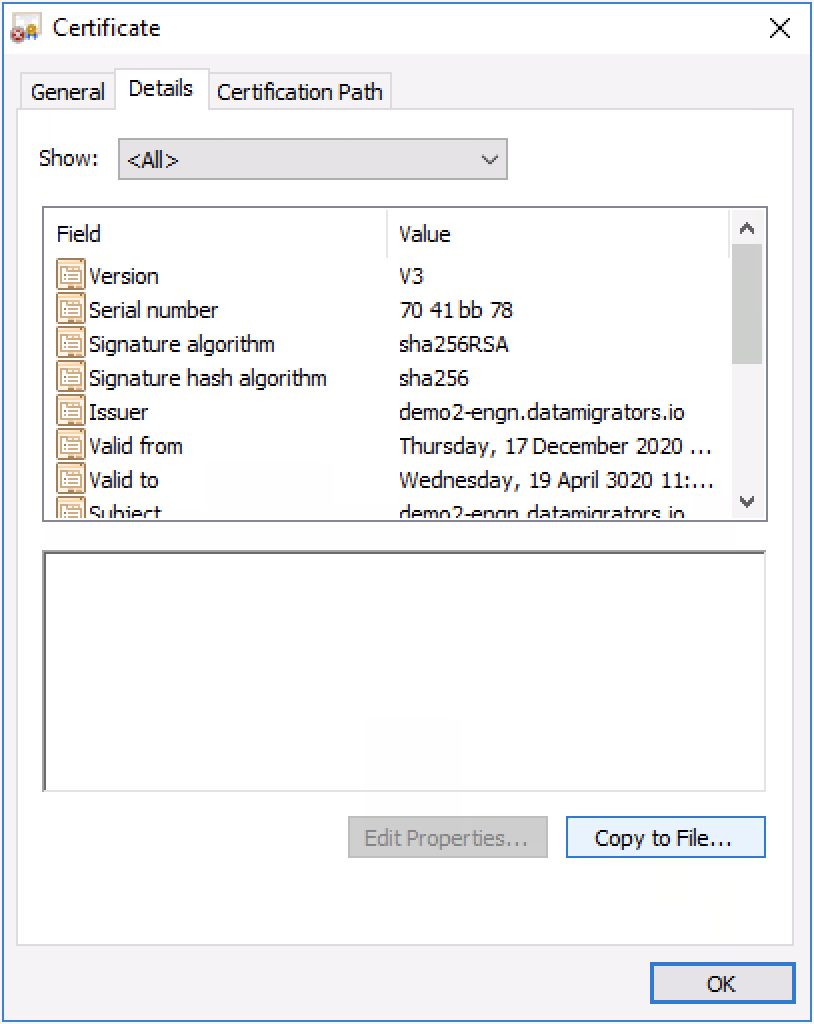 Certificate
General Details Certification Path
Show: <All>
Field Value
Version V3
Serial number 70 41 bb 78
Signature algorithm sha256RSA
Signature hash algorithm sha256
Issuer demo2-engn.datamigrators.io
Valid from Thursday, 17 December 2020 ...
Valid to Wednesday, 19 April 3020 11:...
Subject demo2-engn.datamigrators.io
Edit Properties... Copy to File...
OK